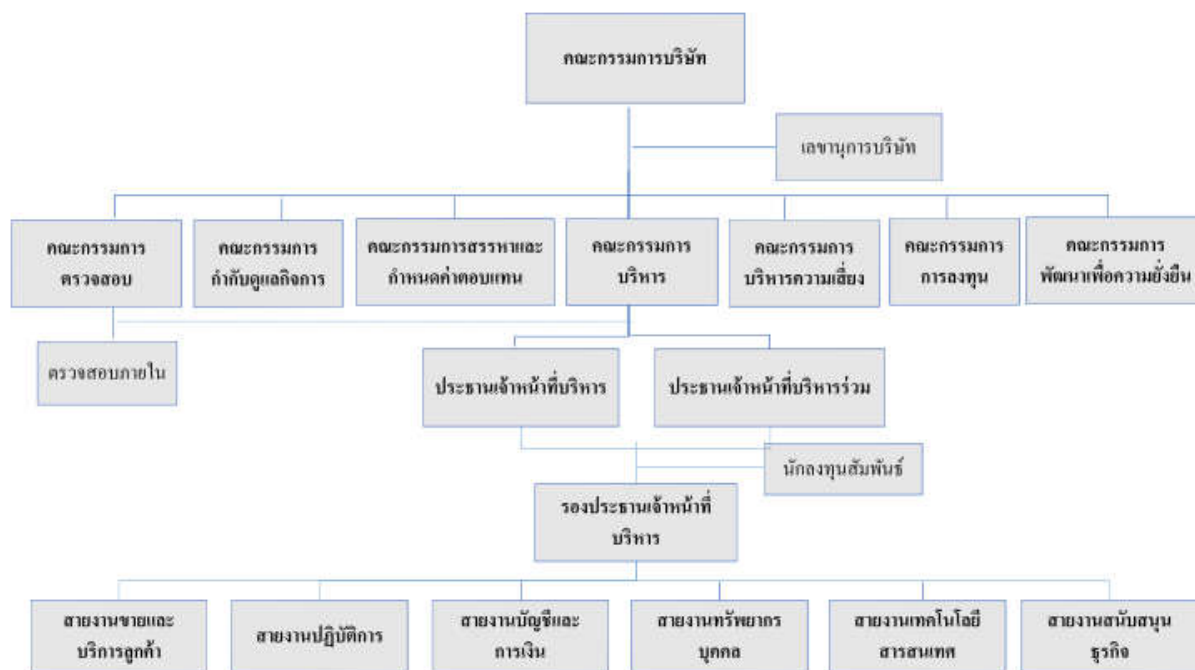 คณะกรรมการบริษัท
เลขานุการบริษัท
คณะกรรมการ
ตรวจสอบ
คณะกรรมการ
กำกับดูแลกิจการ
คณะกรรมการสรรหาและ
กำหนดค่าตอบแทน
คณะกรรมการ
บริหาร
คณะกรรมการ
บริหารความเสี่ยง
คณะกรรมการ
การลงทุน
คณะกรรมการ
พัฒนาเพื่อความยั่งยืน
ตรวจสอบภายใน
ประธานเจ้าหน้าที่บริหาร
ประธานเจ้าหน้าที่บริหารร่วม
นักลงทุนสัมพันธ์
รองประธานเจ้าหน้าที่
บริหาร
สายงานขายและ
บริการลูกค้า
สายงานปฏิบัติการ
สายงานบัญชีและ
การเงิน
สายงานทรัพยากร
บุคคล
สายงานเทคโนโลยี
สารสนเทศ
สายงานสนับสนุน
ธุรกิจ